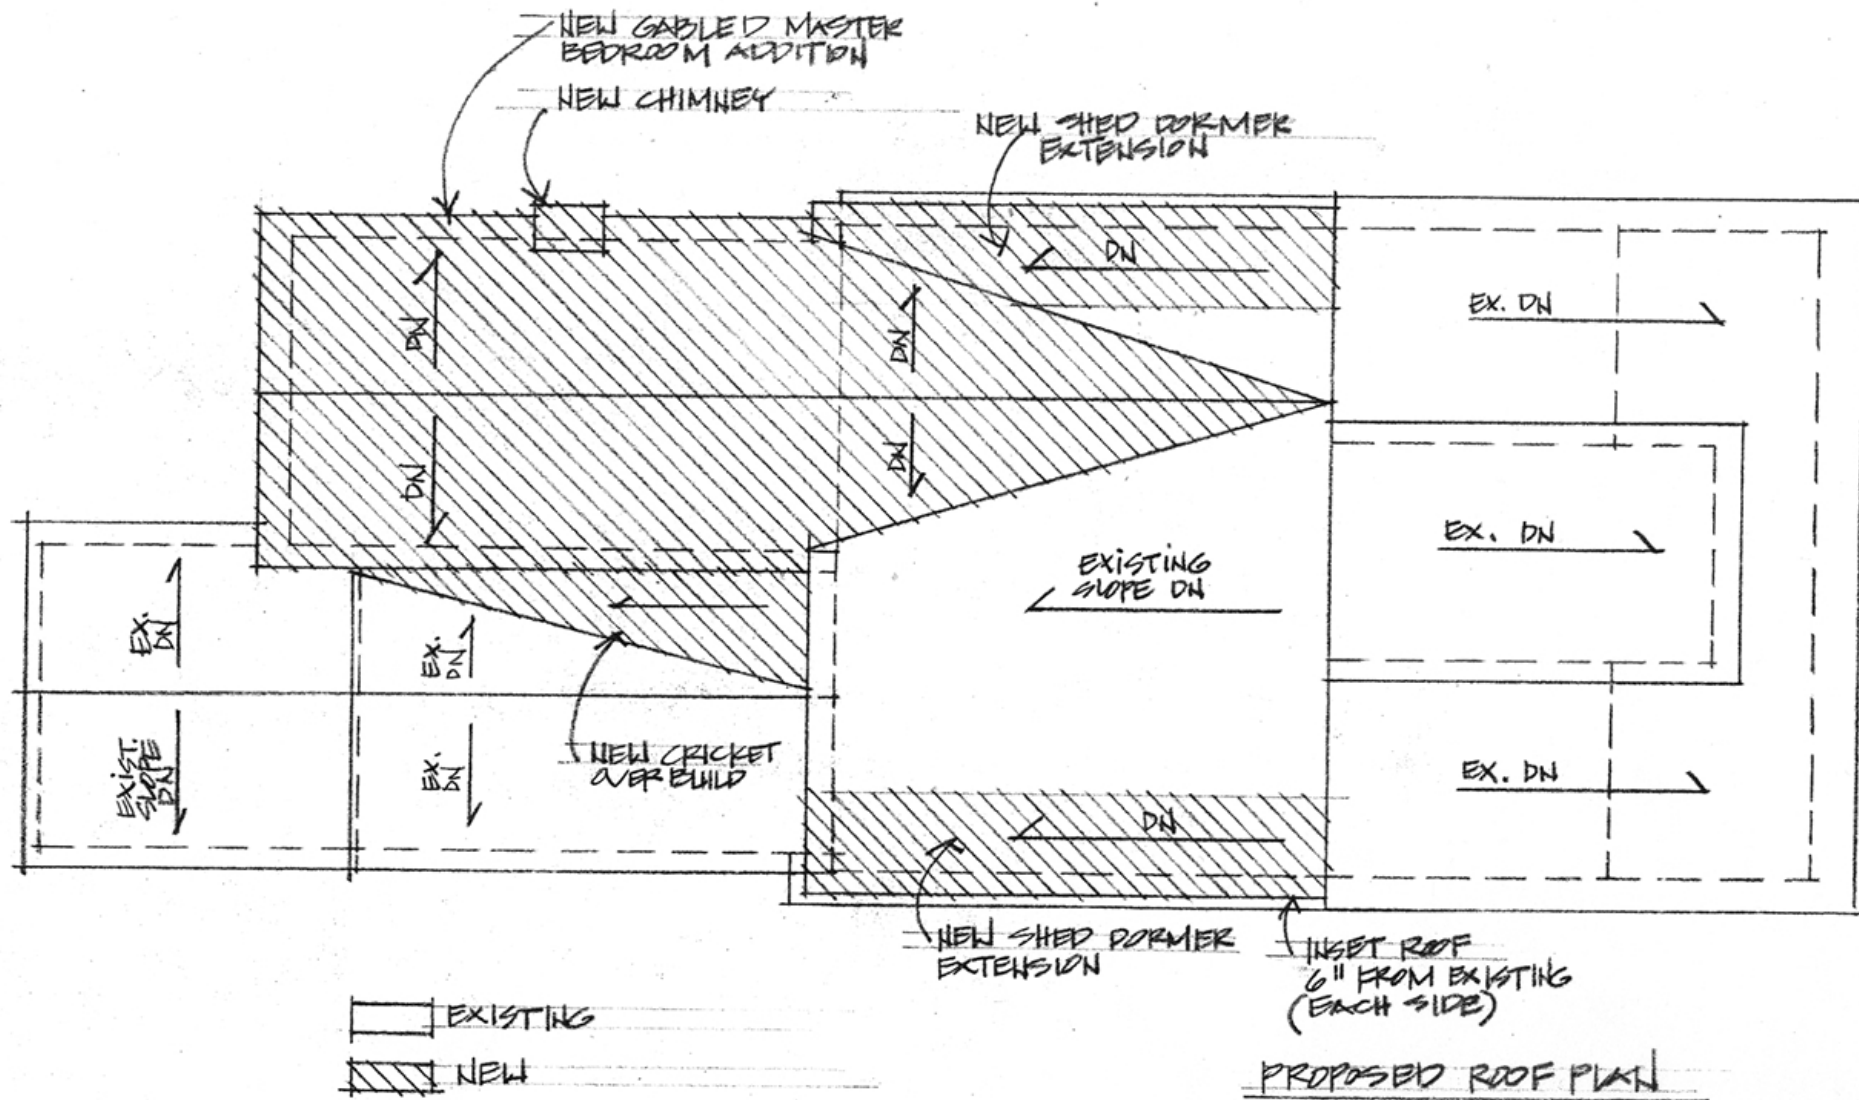 NEW GABLED MASTER
BEDROOM ADDITION
NEW CHIMNEY
NEW SHED DORMER
EXTENSION
DN
DN
DN
EX. DN
DN
DN
EX. DN
EXISTING
SLOPE DN
EX.
DN
EX.
DN
EXIST.
SLOPE
DN
EX.
DN
NEW CRICKET
OVERBUILD
DN
EX. DN
NEW SHED DORMER
EXTENSION
INSET ROOF
6" FROM EXISTING
(EACH SIDE)
EXISTING
NEW
PROPOSED ROOF PLAN